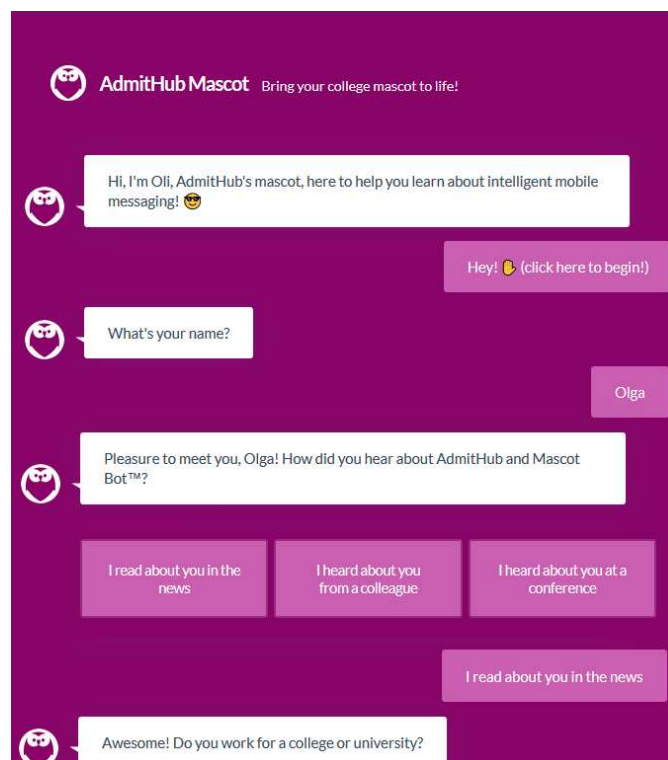 AdmitHub Mascot Bring your college mascot to life!
Hi, I'm Oli, AdmitHub's mascot, here to help you learn about intelligent mobile
messaging! 😎
Hey! ✋ (click here to begin!)
What's your name?
Olga
Pleasure to meet you, Olga! How did you hear about AdmitHub and Mascot
Bot™?
I read about you in the
news
I heard about you
from a colleague
I heard about you at a
conference
I read about you in the news
Awesome! Do you work for a college or university?